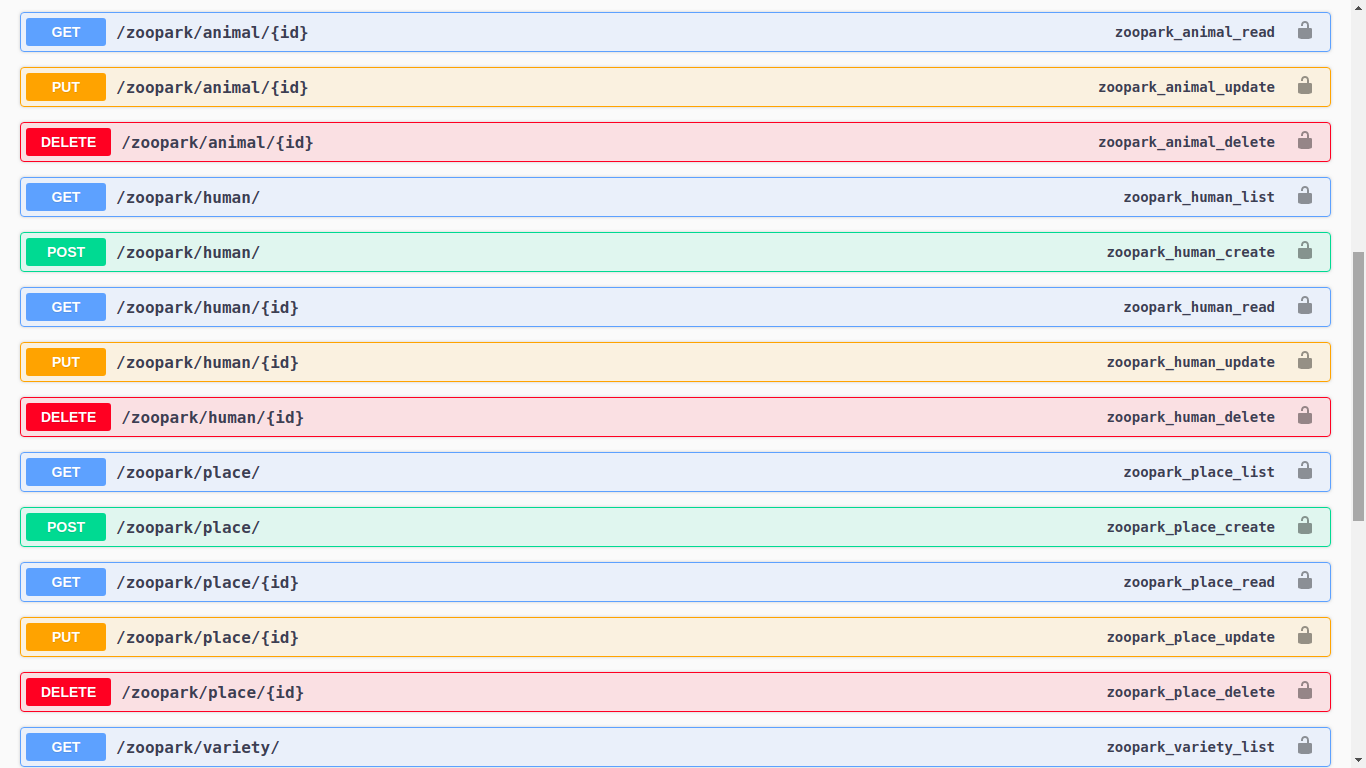 GET /zoopark/animal/{id} zoopark_animal_read
PUT /zoopark/animal/{id} zoopark_animal_update
DELETE /zoopark/animal/{id} zoopark_animal_delete
GET /zoopark/human/ zoopark_human_list
POST /zoopark/human/ zoopark_human_create
GET /zoopark/human/{id} zoopark_human_read
PUT /zoopark/human/{id} zoopark_human_update
DELETE /zoopark/human/{id} zoopark_human_delete
GET /zoopark/place/ zoopark_place_list
POST /zoopark/place/ zoopark_place_create
GET /zoopark/place/{id} zoopark_place_read
PUT /zoopark/place/{id} zoopark_place_update
DELETE /zoopark/place/{id} zoopark_place_delete
GET /zoopark/variety/ zoopark_variety_list